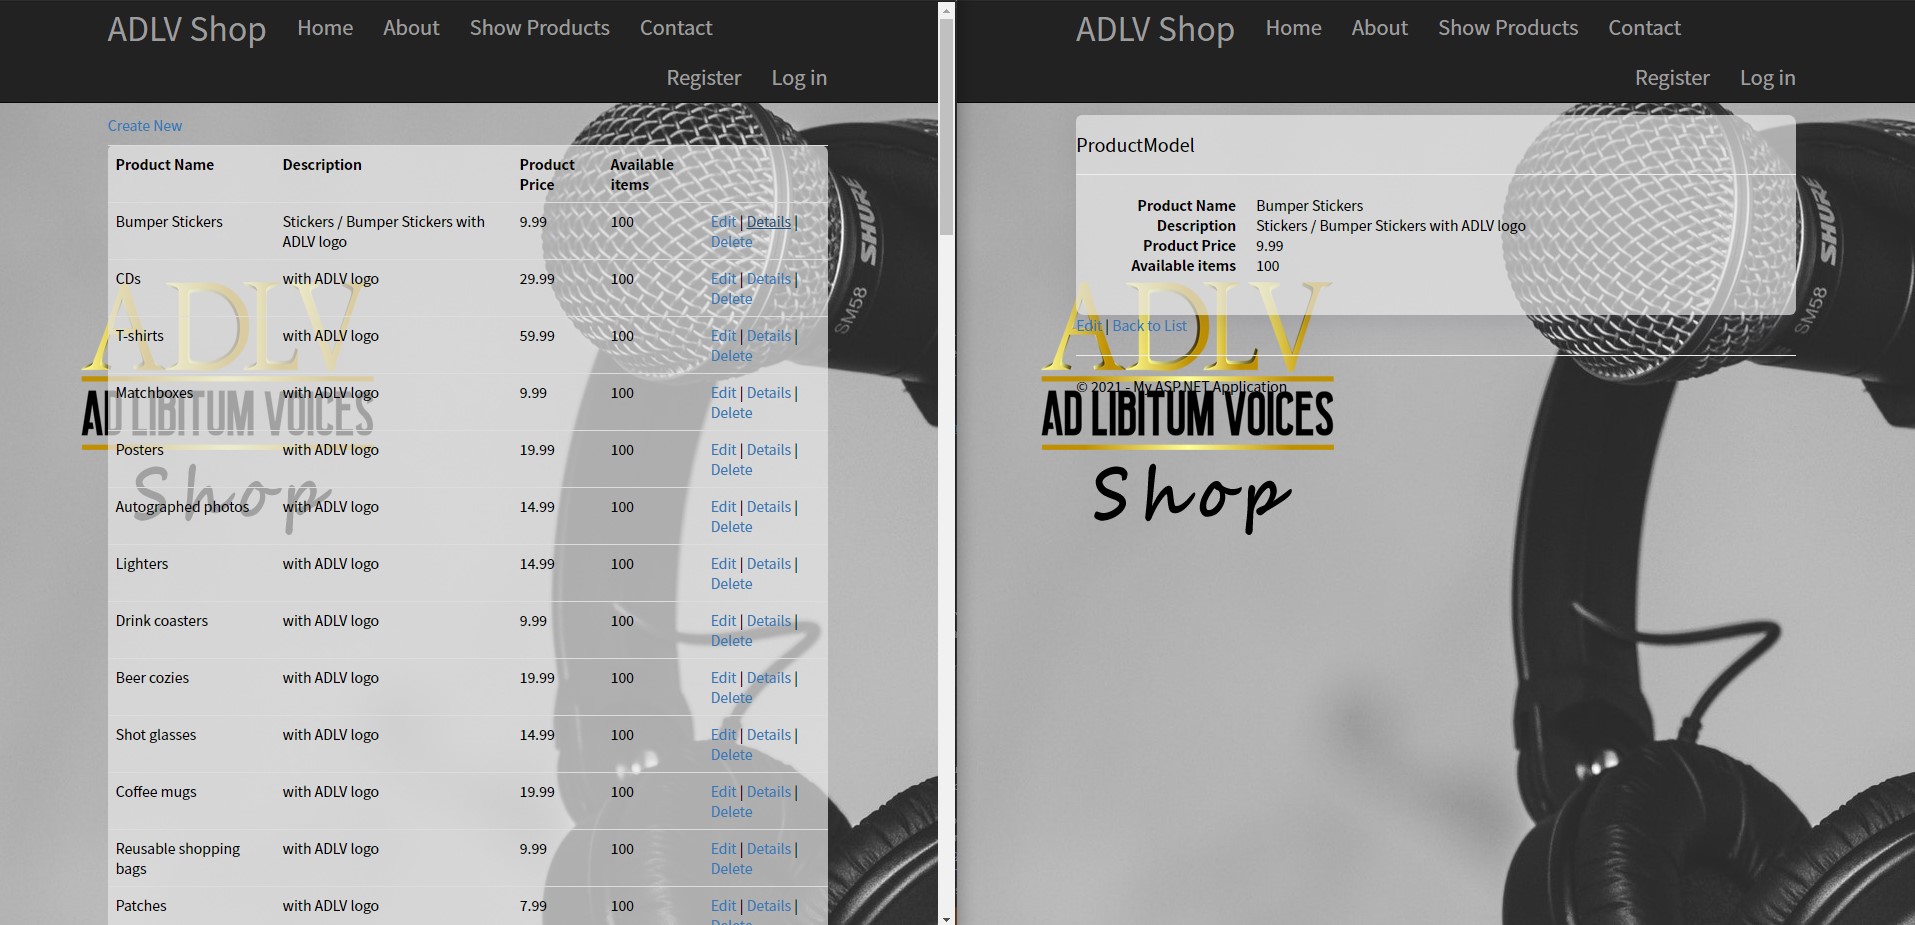 ADLV Shop Home About Show Products Contact
Register Log in
Create New
Product Name Description Product Price Available items
Bumper Stickers Stickers / Bumper Stickers with ADLV logo 9.99 100 Edit | Details | Delete
CDs with ADLV logo 29.99 100 Edit | Details | Delete
T-shirts with ADLV logo 59.99 100 Edit | Details | Delete
Matchboxes with ADLV logo 9.99 100 Edit | Details | Delete
Posters with ADLV logo 19.99 100 Edit | Details | Delete
Autographed photos with ADLV logo 14.99 100 Edit | Details | Delete
Lighters with ADLV logo 14.99 100 Edit | Details | Delete
Drink coasters with ADLV logo 9.99 100 Edit | Details | Delete
Beer cozies with ADLV logo 19.99 100 Edit | Details | Delete
Shot glasses with ADLV logo 14.99 100 Edit | Details | Delete
Coffee mugs with ADLV logo 19.99 100 Edit | Details | Delete
Reusable shopping bags with ADLV logo 9.99 100 Edit | Details | Delete
Patches with ADLV logo 7.99 100 Edit | Details | Delete
ADLV
AD LIBITUM VOICES
Shop
SHURE
SM58
ADLV Shop Home About Show Products Contact
Register Log in
ProductModel
Product Name Bumper Stickers
Description Stickers / Bumper Stickers with ADLV logo
Product Price 9.99
Available items 100
Edit | Back to List
© 2021 - My ASP.NET Application
ADLV
AD LIBITUM VOICES
Shop
SHURE
SM58